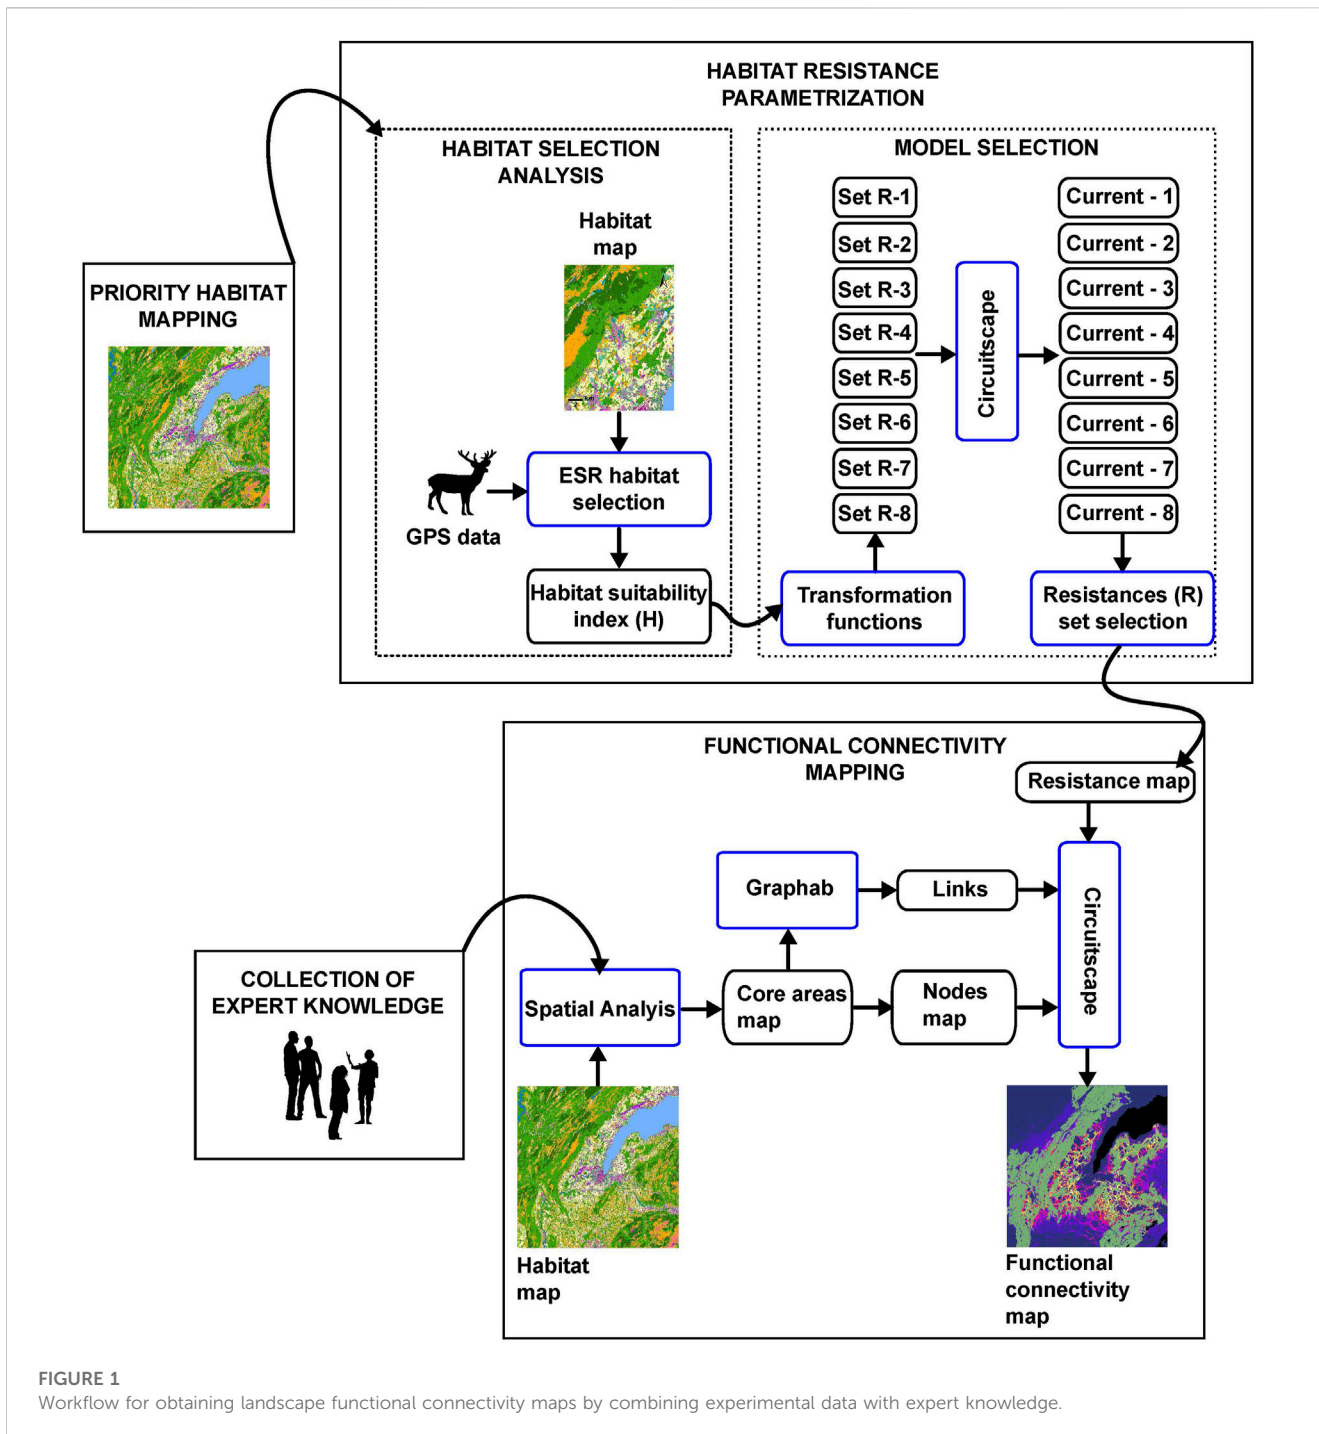 HABITAT RESISTANCE
PARAMETRIZATION
HABITAT SELECTION
ANALYSIS
Habitat
map
ESR habitat
selection
GPS data
Habitat suitability
index (H)
MODEL SELECTION
Set R-1
Set R-2
Set R-3
Set R-4
Set R-5
Set R-6
Set R-7
Set R-8
Transformation
functions
Circuitscape
Current - 1
Current - 2
Current - 3
Current - 4
Current - 5
Current - 6
Current - 7
Current - 8
Resistances (R)
set selection
PRIORITY HABITAT
MAPPING
FUNCTIONAL CONNECTIVITY
MAPPING
Resistance map
Graphab
Links
Circuitscape
Spatial Analyis
Core areas
map
Nodes
map
COLLECTION OF
EXPERT KNOWLEDGE
Habitat
map
Functional
connectivity
map
FIGURE 1
Workflow for obtaining landscape functional connectivity maps by combining experimental data with expert knowledge.